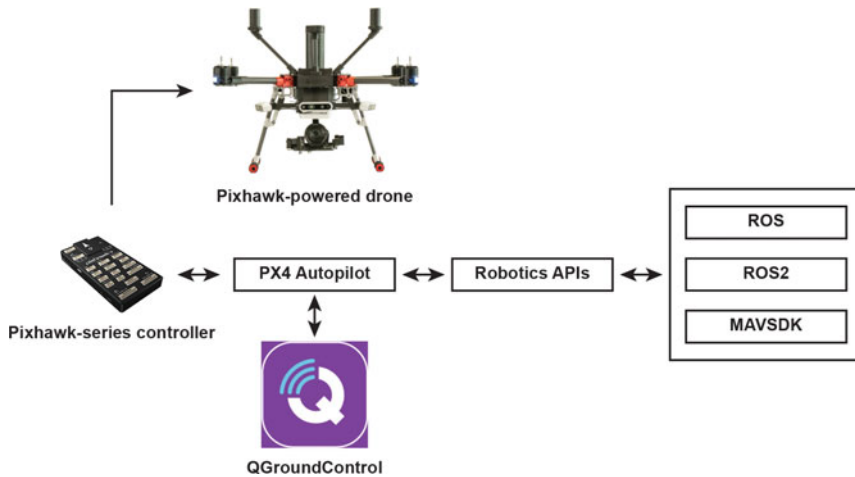 Pixhawk-powered drone
ROS
PX4 Autopilot
Robotics APIs
ROS2
MAVSDK
Pixhawk-series controller
QGroundControl